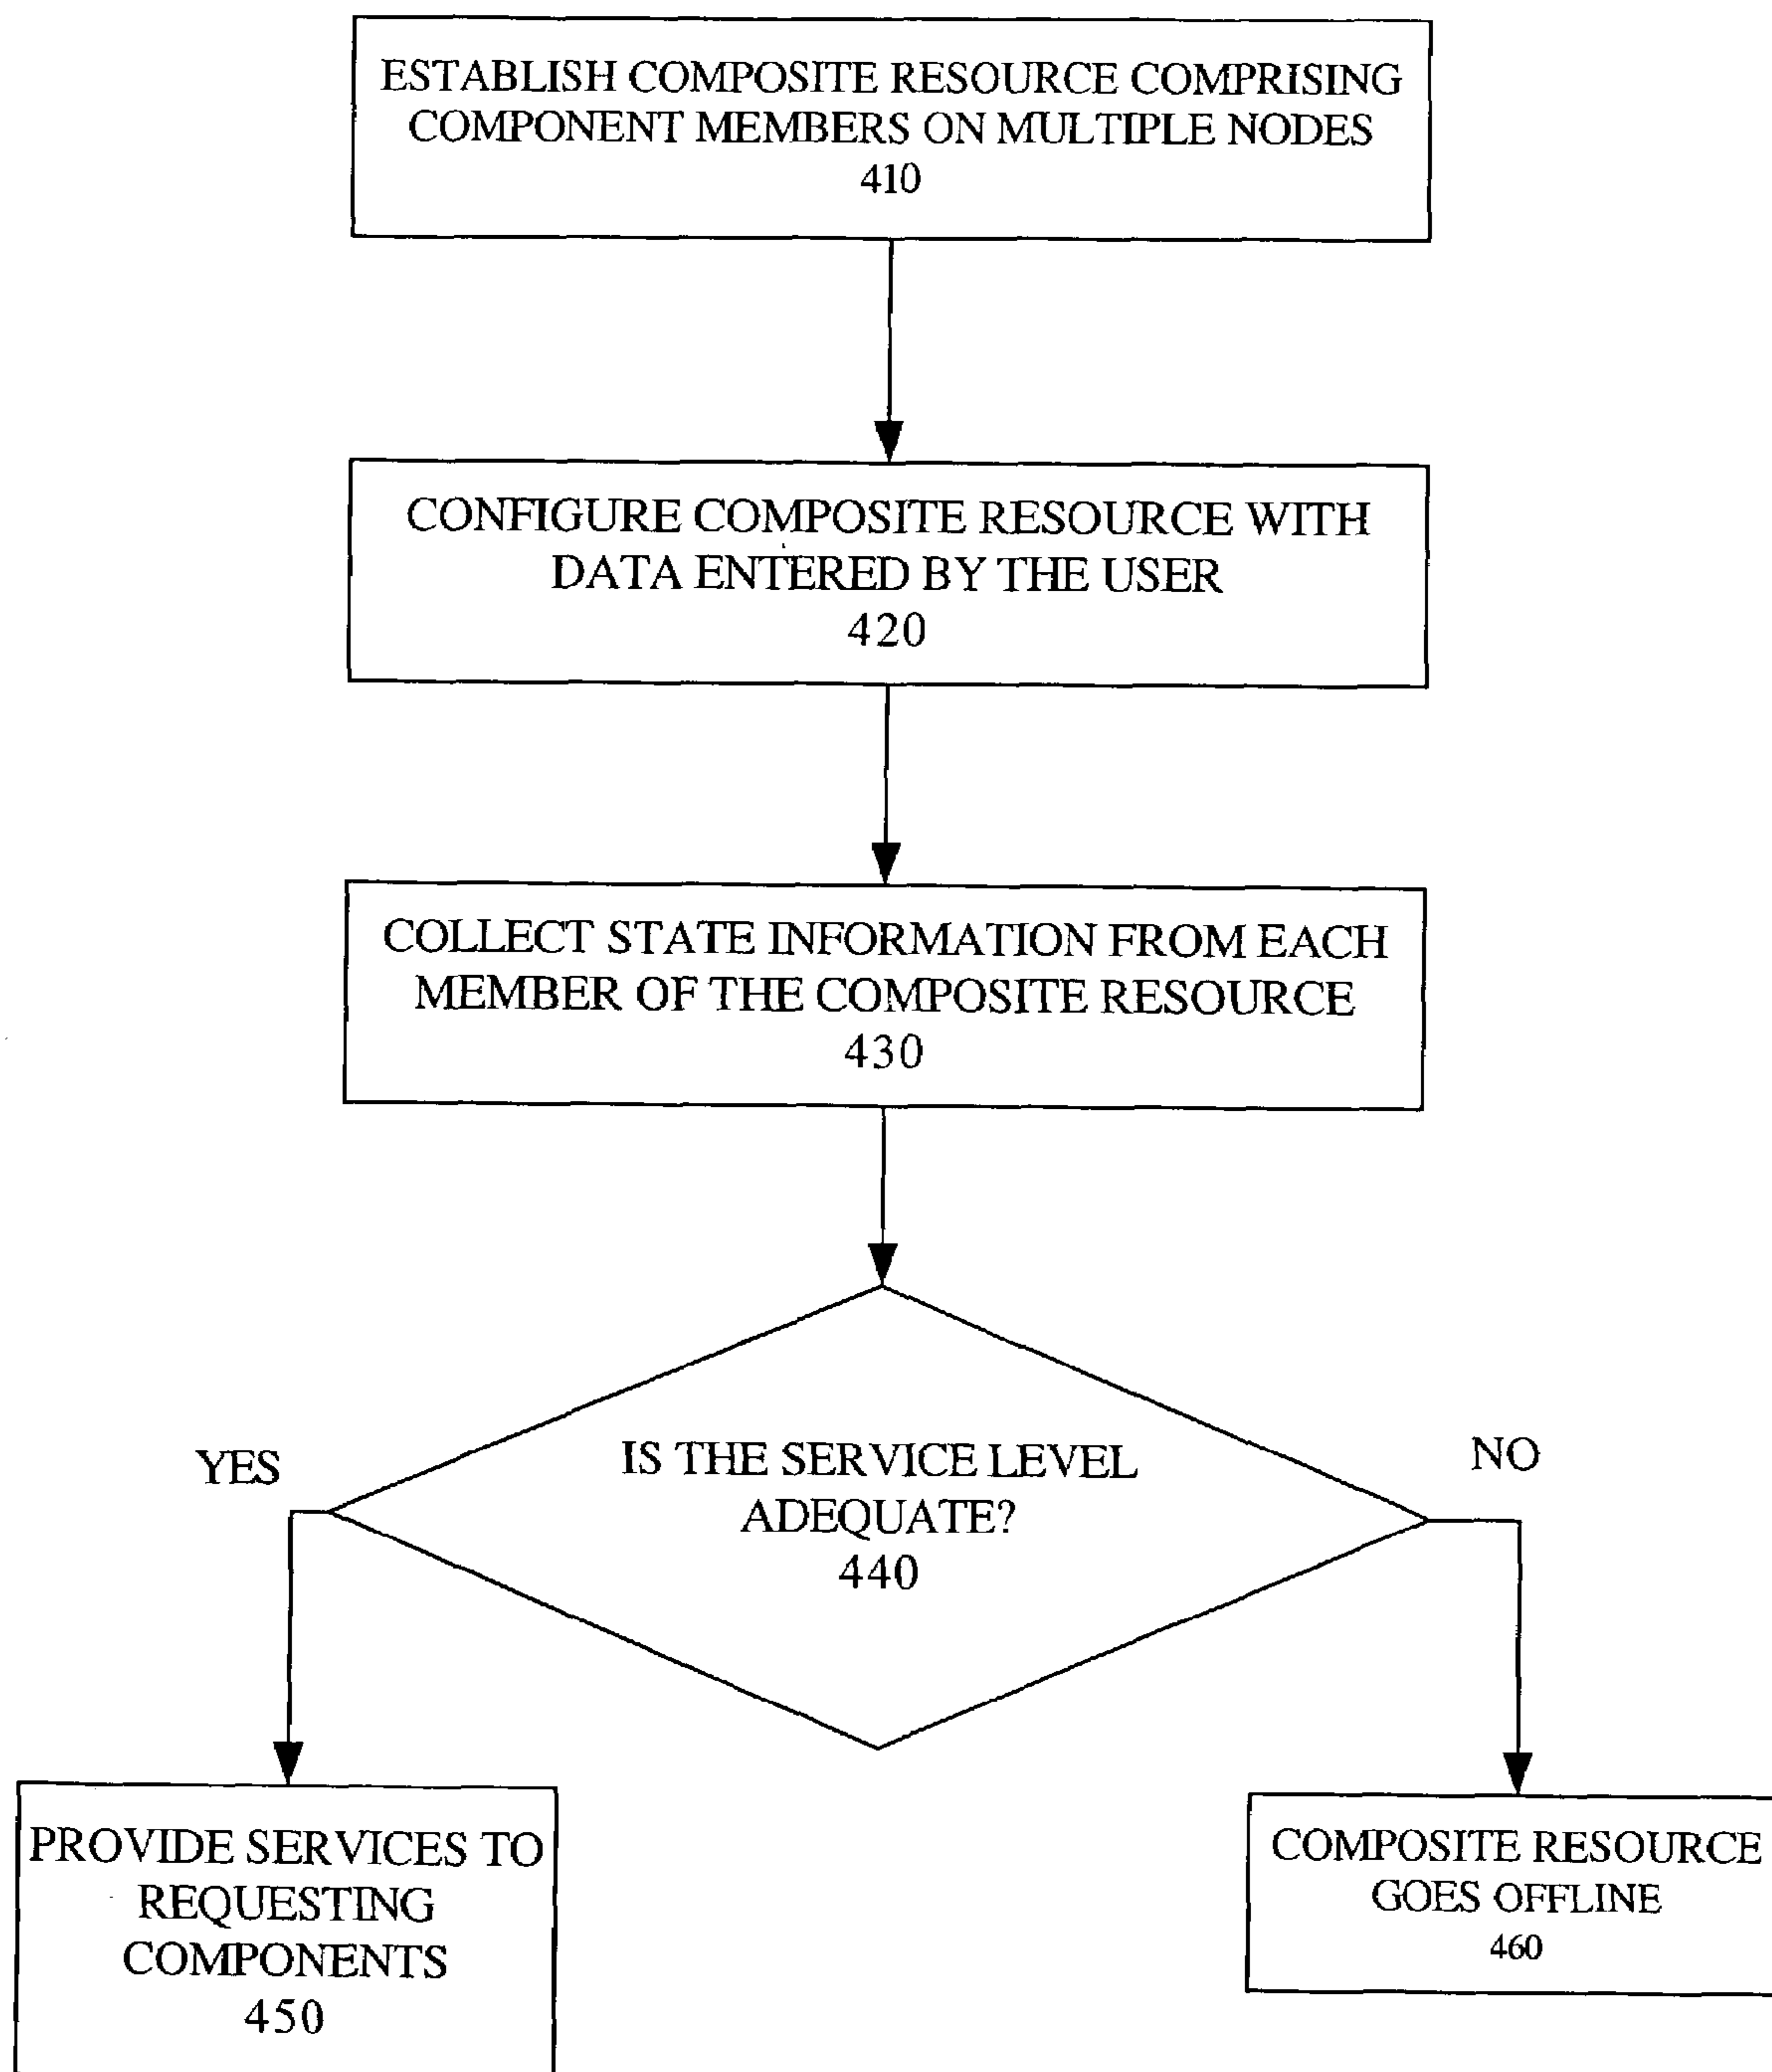 ESTABLISH COMPOSITE RESOURCE COMPRISING
COMPONENT MEMBERS ON MULTIPLE NODES
410
CONFIGURE COMPOSITE RESOURCE WITH
DATA ENTERED BY THE USER
420
COLLECT STATE INFORMATION FROM EACH
MEMBER OF THE COMPOSITE RESOURCE
430
IS THE SERVICE LEVEL
ADEQUATE?
440
YES
NO
PROVIDE SERVICES TO
REQUESTING
COMPONENTS
450
COMPOSITE RESOURCE
GOES OFFLINE
460